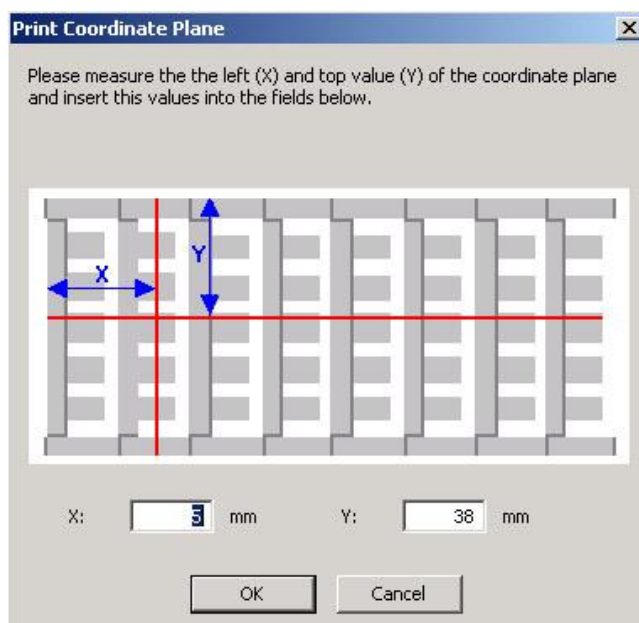 Print Coordinate Plane
Please measure the the left (X) and top value (Y) of the coordinate plane
and insert this values into the fields below.
Y
X
X: 5 mm Y: 38 mm
OK Cancel